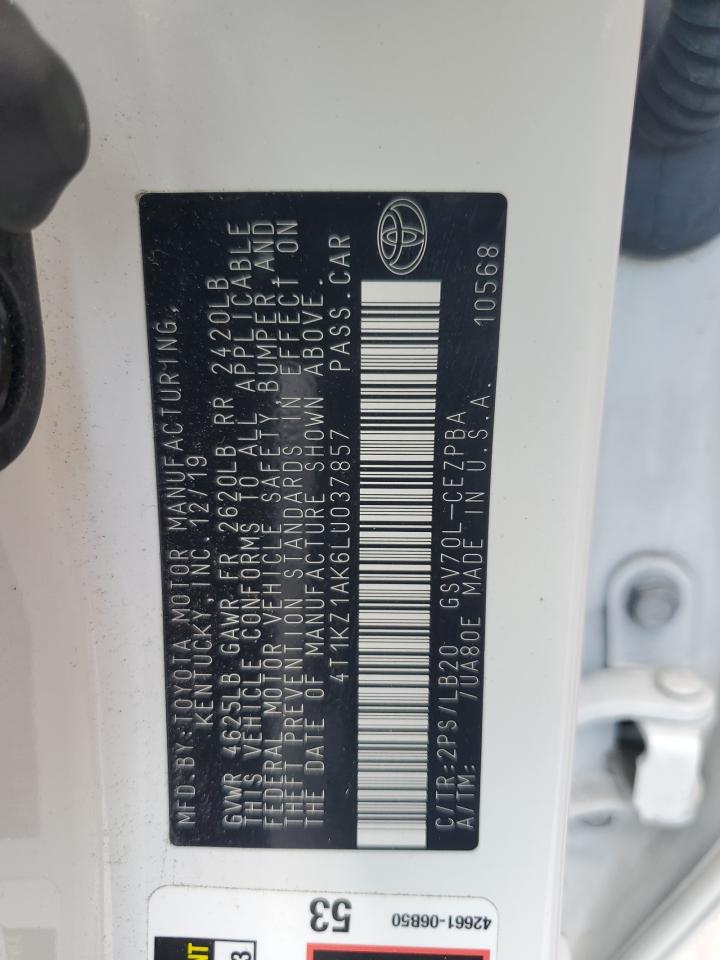 MFD.BY:TOYOTA MOTOR MANUFACTURING,
KENTUCKY INC.12/19
GVWR 4625LB GAWR FR 2620LB RR 2420LB
THIS VEHICLE CONFORMS TO ALL APPLICABLE
FEDERAL MOTOR VEHICLE SAFETY,BUMPER,AND
THEFT PREVENTION STANDARDS IN EFFECT ON
THE DATE OF MANUFACTURE SHOWN ABOVE.
4T1KZ1AK6LU037857 PASS.CAR
C/TR:2PS/LB20 GSV70L-CEZPBA
A/TM: /UA80E MADE IN U.S.A. 10568
53
42661-06B50